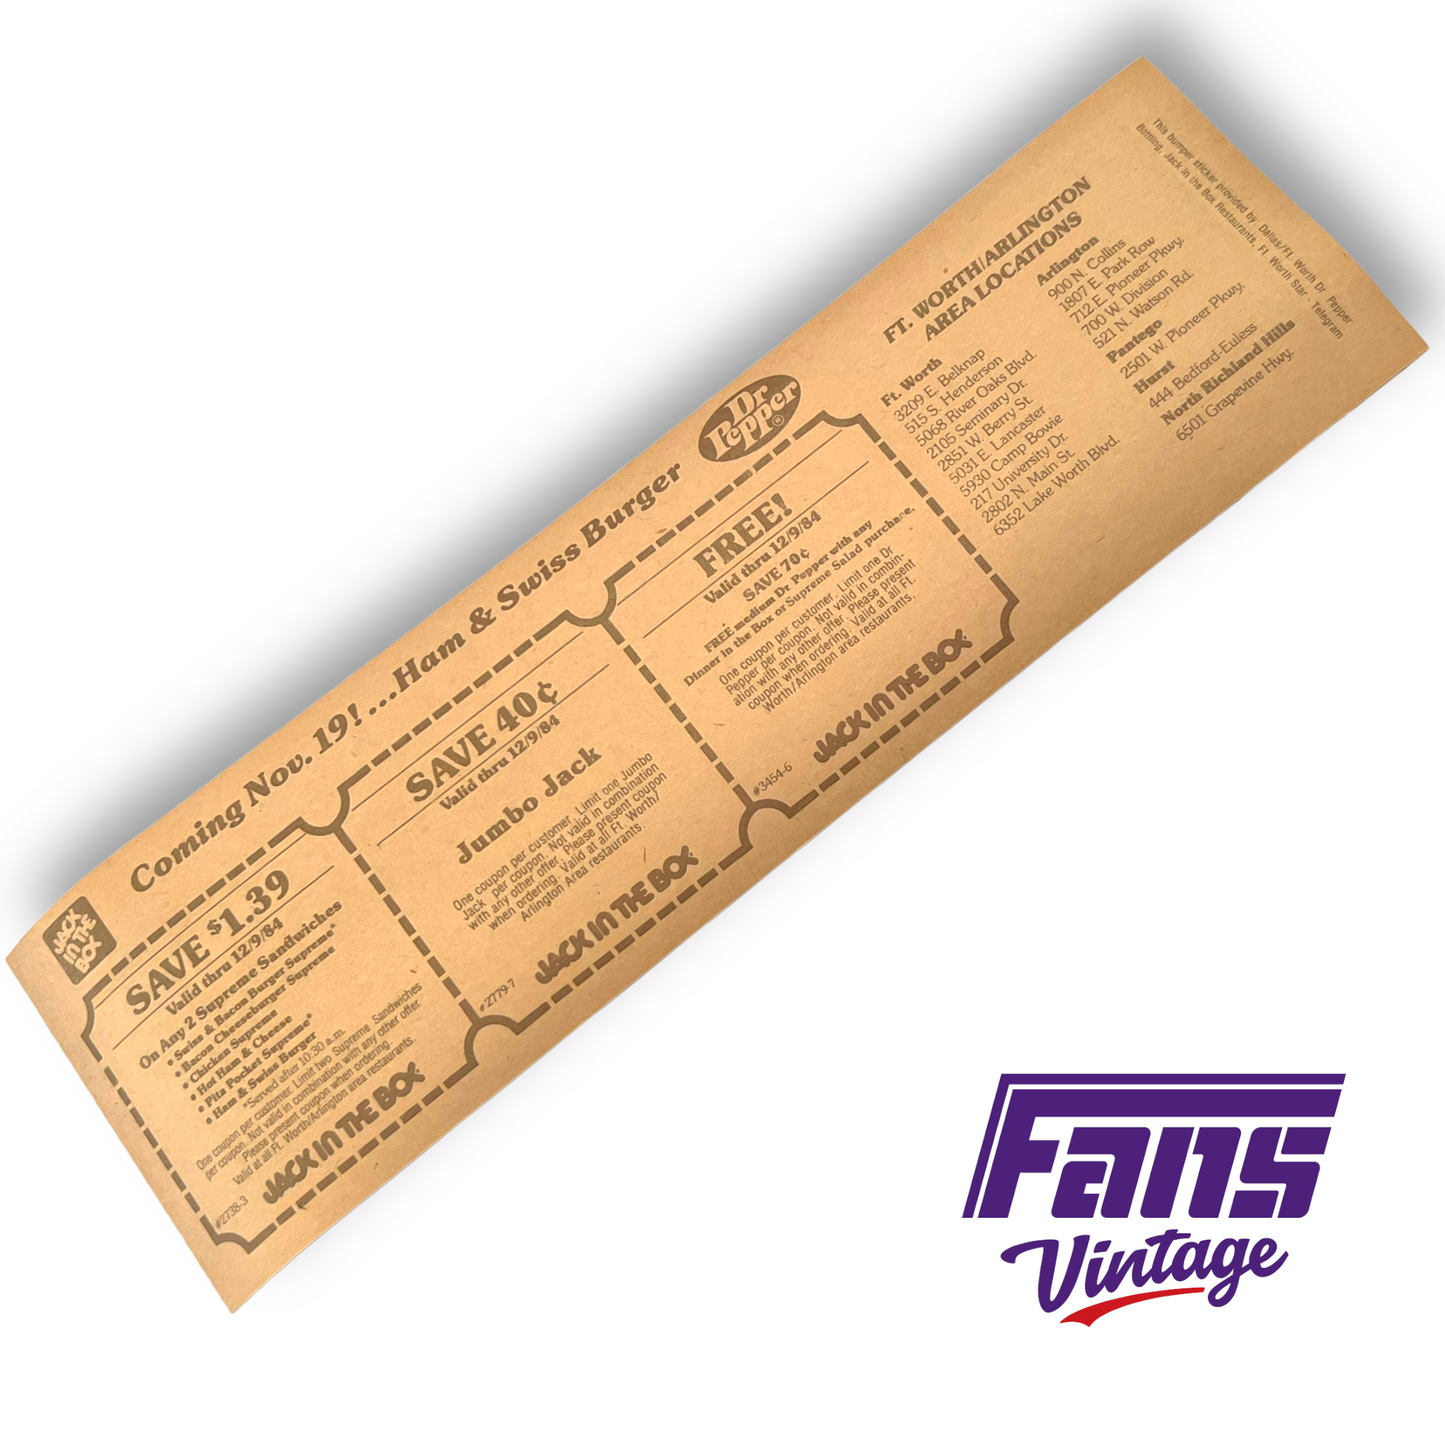 JACK
IN THE
BOX
Coming Nov. 19!...Ham & Swiss Burger
Dr
Pepper
SAVE $1.39
Valid thru 12/9/84
On Any 2 Supreme Sandwiches
• Swiss & Bacon Burger Supreme*
• Bacon Cheeseburger Supreme
• Chicken Supreme
• Hot Ham & Cheese
• Pita Pocket Supreme*
• Ham & Swiss Burger
*Served after 10:30 a.m.
One coupon per customer. Limit two Supreme Sandwiches
per coupon. Not valid in combination with any other offer.
Please present coupon when ordering.
Valid at all Ft. Worth/Arlington area restaurants.
#2738-3
JACK IN THE BOX
SAVE 40¢
Valid thru 12/9/84
Jumbo Jack
One coupon per customer. Limit one Jumbo
Jack per coupon. Not valid in combination
with any other offer. Please present coupon
when ordering. Valid at all Ft. Worth/
Arlington Area restaurants.
#2779-7
JACK IN THE BOX
FREE!
Valid thru 12/9/84
SAVE 70¢
FREE medium Dr Pepper with any
Dinner in the Box or Supreme Salad purchase.
One coupon per customer. Limit one Dr
Pepper per coupon. Not valid in combin-
ation with any other offer. Please present
coupon when ordering. Valid at all Ft.
Worth/Arlington area restaurants.
#3454-6
JACK IN THE BOX
FT. WORTH/ARLINGTON
AREA LOCATIONS
Ft. Worth
3209 E. Belknap
515 S. Henderson
5068 River Oaks Blvd.
2105 Seminary Dr.
2851 W. Berry St.
5031 E. Lancaster
5930 Camp Bowie
217 University Dr.
2802 N. Main St.
6352 Lake Worth Blvd.
Arlington
900 N. Collins
1807 E. Park Row
712 E. Pioneer Pkwy.
700 W. Division
521 N. Watson Rd.
Pantego
2501 W. Pioneer Pkwy.
Hurst
444 Bedford-Euless
North Richland Hills
6501 Grapevine Hwy.
This bumper sticker provided by: Dallas/Ft. Worth Dr Pepper
Bottling, Jack in the Box Restaurants, Ft Worth Star - Telegram
Fans
Vintage